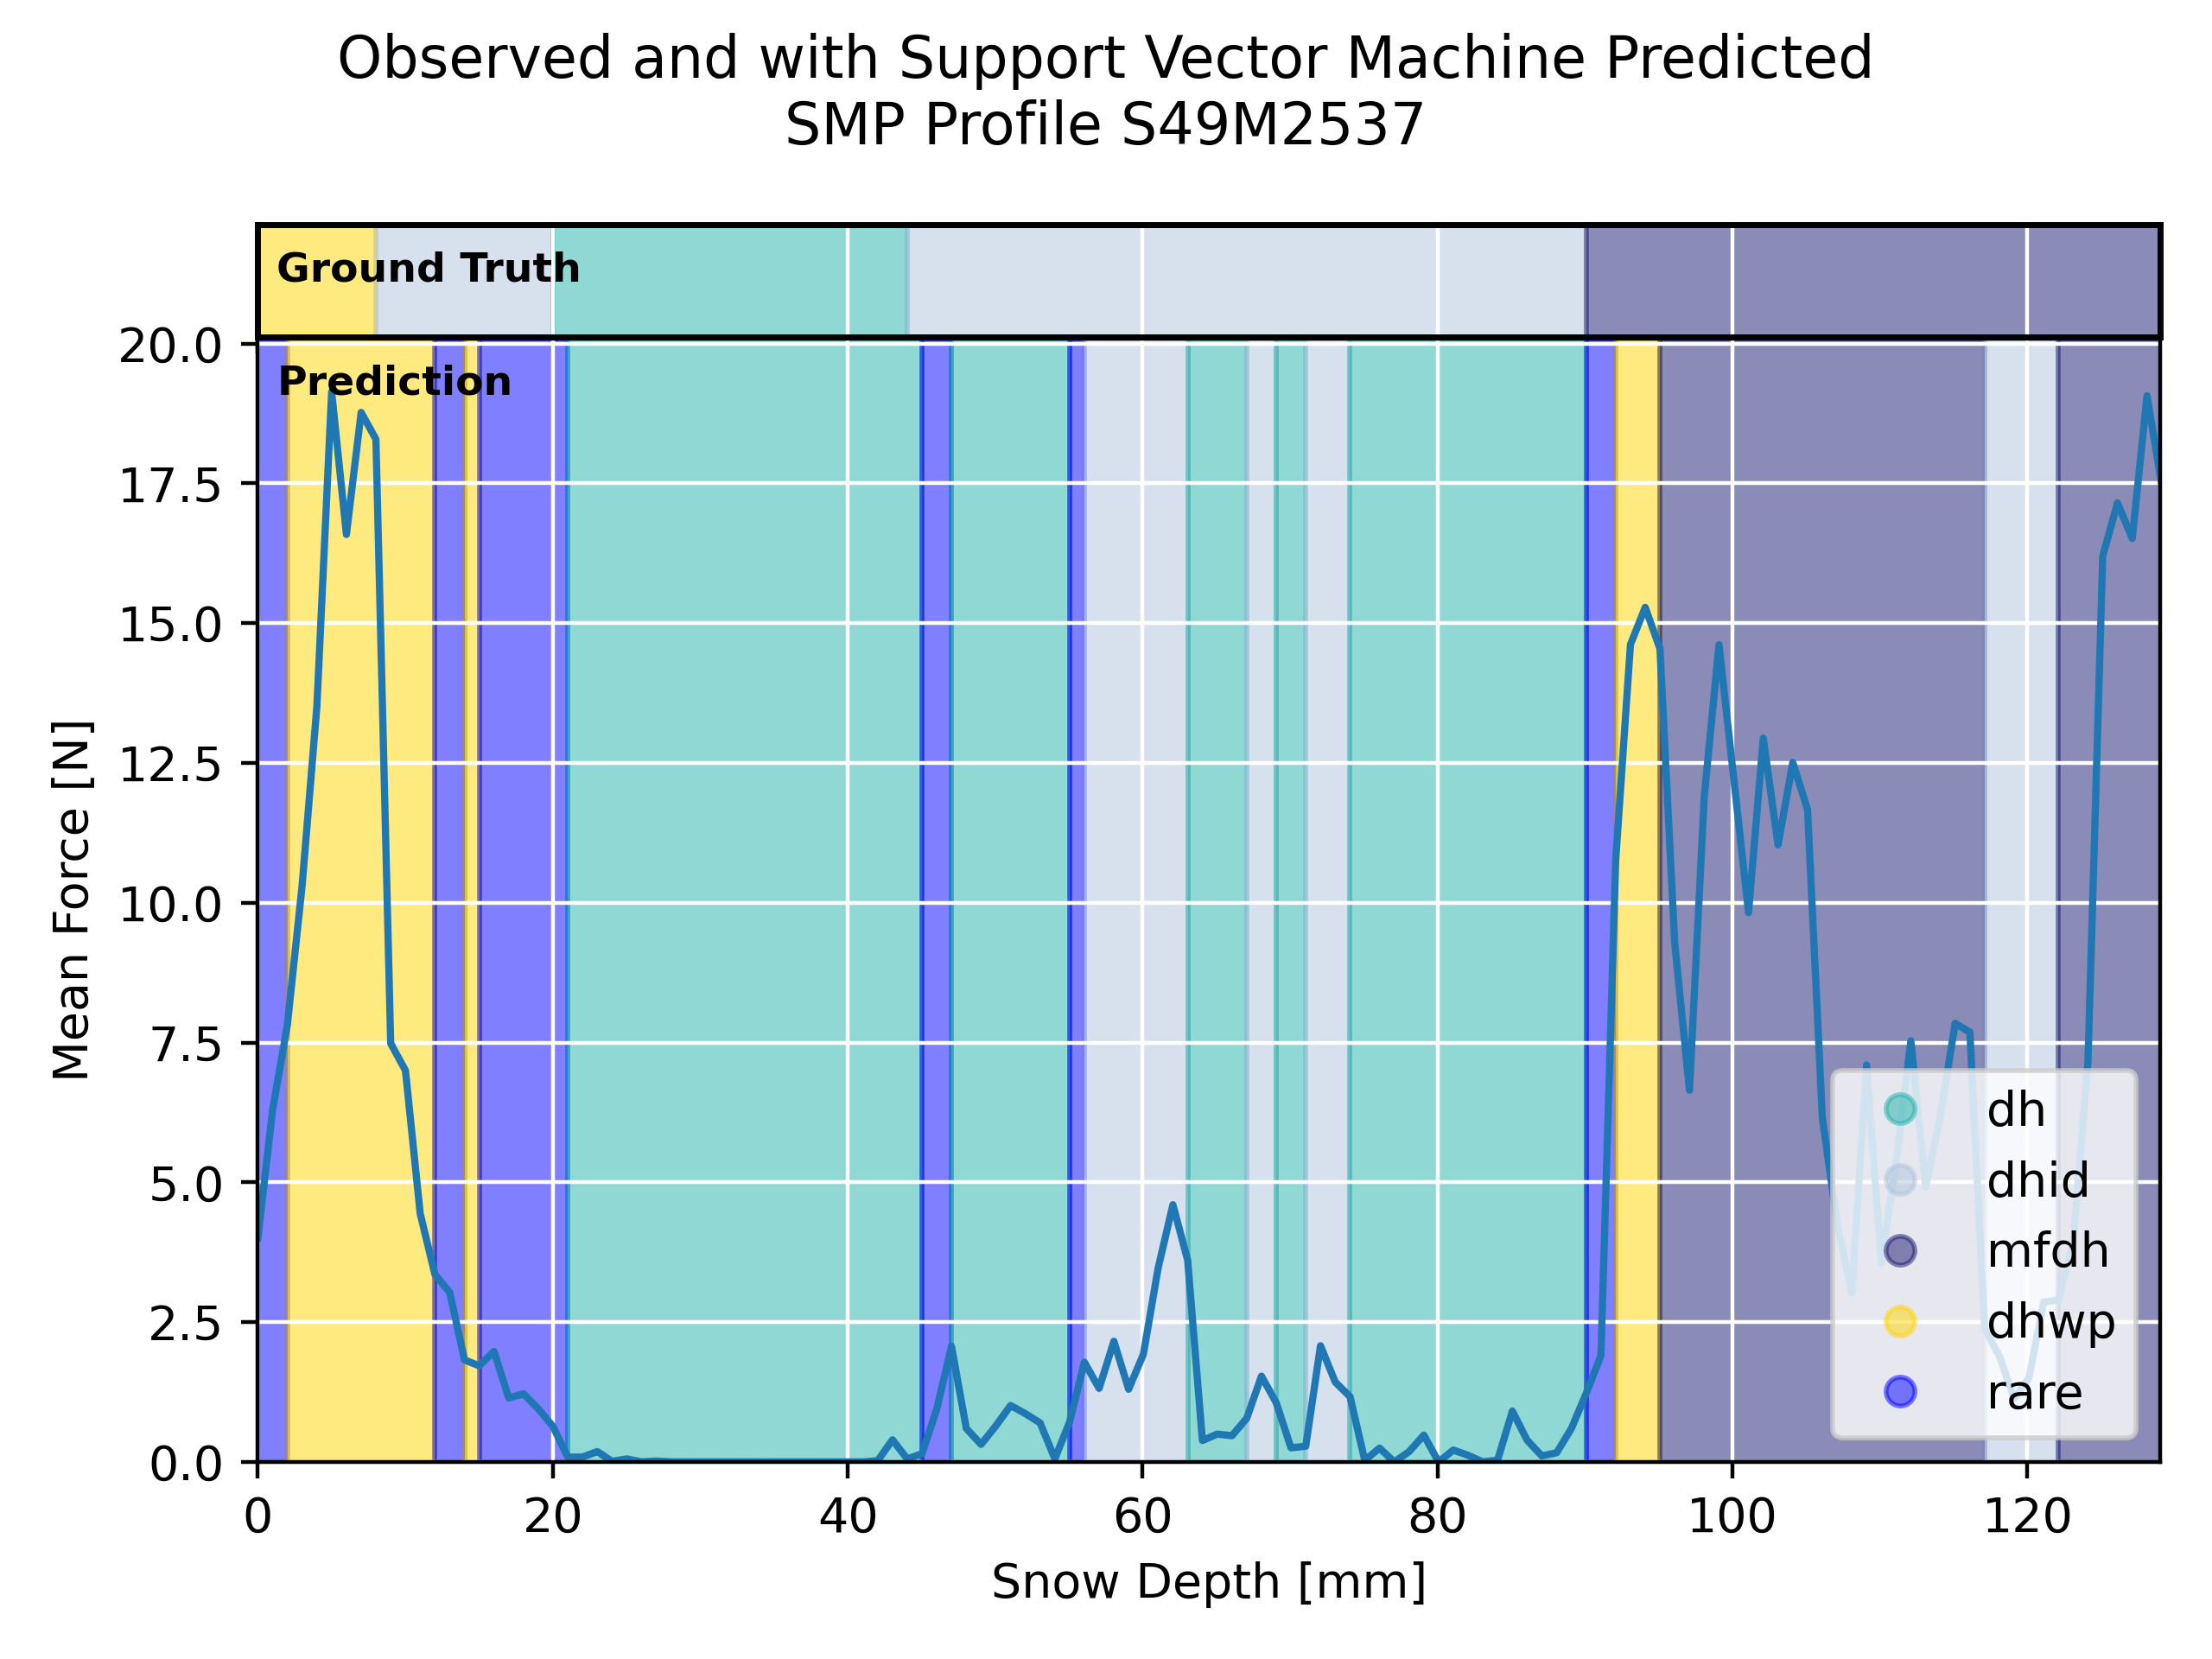 Observed and with Support Vector Machine Predicted
SMP Profile S49M2537
Ground Truth
Prediction
20.0
17.5
15.0
12.5
10.0
7.5
5.0
2.5
0.0
Mean Force [N]
dh
dhid
mfdh
dhwp
rare
0 20 40 60 80 100 120
Snow Depth [mm]